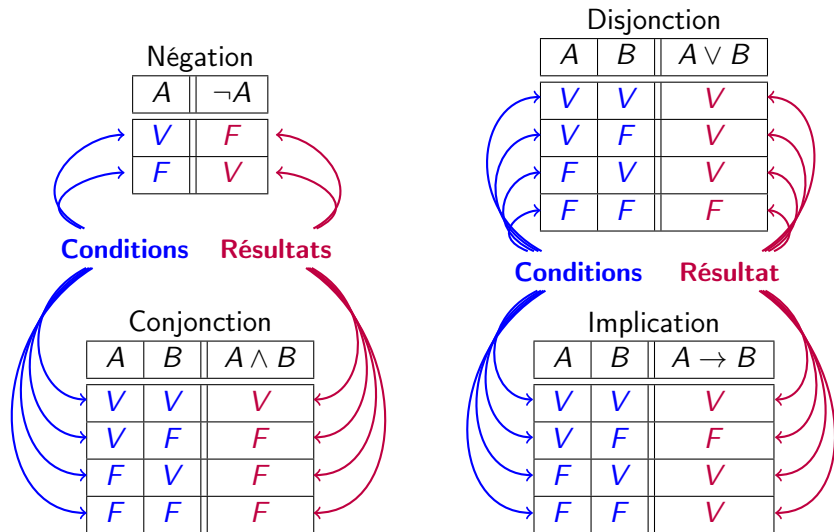 Négation
A ¬A
V F
F V
Conditions Résultats
Conjonction
A B A ∧ B
V V V
V F F
F V F
F F F
Disjonction
A B A ∨ B
V V V
V F V
F V V
F F F
Conditions Résultat
Implication
A B A → B
V V V
V F F
F V V
F F V